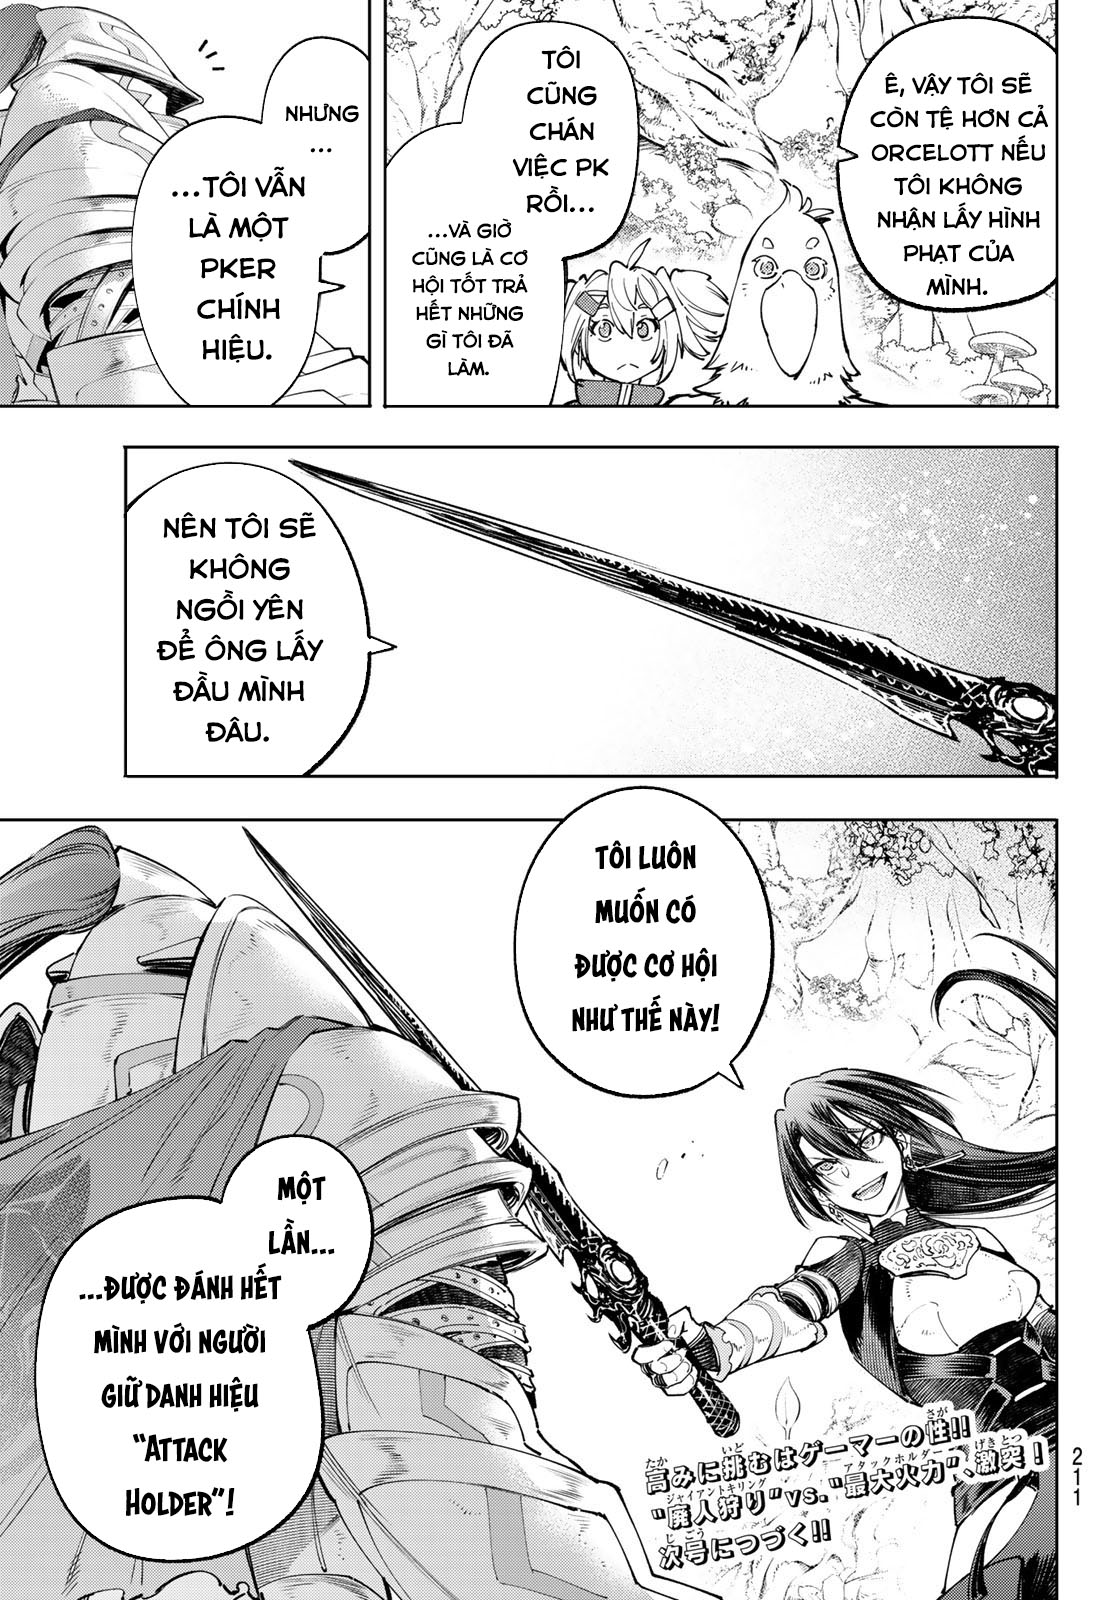 Ê, VẬY TÔI SẼ
CÒN TỆ HƠN CẢ
ORCELOTT NẾU
TÔI KHÔNG
NHẬN LẤY HÌNH
PHẠT CỦA
MÌNH.
TÔI
CŨNG
CHÁN
VIỆC PK
RỒI...
...VÀ GIỜ
CŨNG LÀ CƠ
HỘI TỐT TRẢ
HẾT NHỮNG
GÌ TÔI ĐÃ
LÀM.
NHƯNG
...
...TÔI VẪN
LÀ MỘT
PKER
CHÍNH
HIỆU.
NÊN TÔI SẼ
KHÔNG
NGỒI YÊN
ĐỂ ÔNG LẤY
ĐẦU MÌNH
ĐÂU.
TÔI LUÔN
MUỐN CÓ
ĐƯỢC CƠ HỘI
NHƯ THẾ NÀY!
MỘT
LẦN...
...ĐƯỢC ĐÁNH HẾT
MÌNH VỚI NGƯỜI
GIỮ DANH HIỆU
“ATTACK
HOLDER”!
高みに挑むはゲーマーの性!!
“廃人狩り”vs.“最大火力”、激突！
次号につづく!!
211